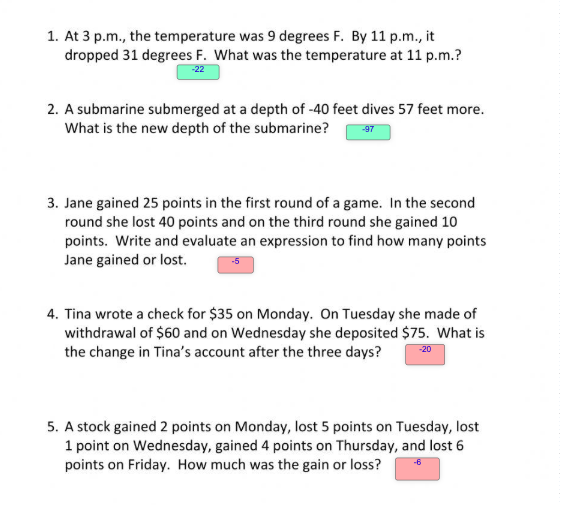 1. At 3 p.m., the temperature was 9 degrees F. By 11 p.m., it
dropped 31 degrees F. What was the temperature at 11 p.m.?
-22
2. A submarine submerged at a depth of -40 feet dives 57 feet more.
What is the new depth of the submarine? -97
3. Jane gained 25 points in the first round of a game. In the second
round she lost 40 points and on the third round she gained 10
points. Write and evaluate an expression to find how many points
Jane gained or lost. -5
4. Tina wrote a check for $35 on Monday. On Tuesday she made of
withdrawal of $60 and on Wednesday she deposited $75. What is
the change in Tina's account after the three days? -20
5. A stock gained 2 points on Monday, lost 5 points on Tuesday, lost
1 point on Wednesday, gained 4 points on Thursday, and lost 6
points on Friday. How much was the gain or loss? -6